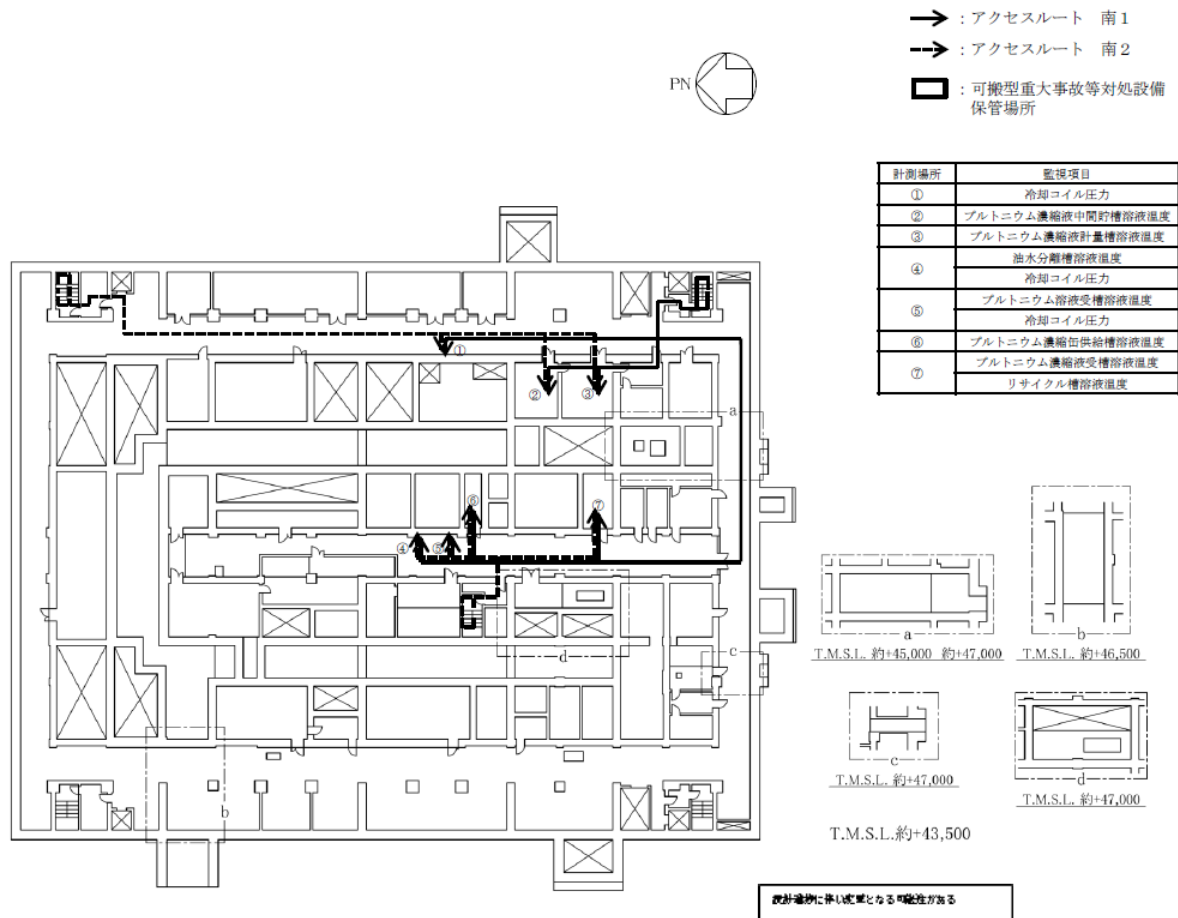 ：アクセスルート　南１
：アクセスルート　南２
：可搬型重大事故等対処設備
保管場所
PN
計測場所 監視項目
① 冷却コイル圧力
② プルトニウム濃縮液中間貯槽溶液温度
③ プルトニウム濃縮液計量槽溶液温度
④ 油水分離槽溶液温度
冷却コイル圧力
⑤ プルトニウム溶液受槽溶液温度
冷却コイル圧力
⑥ プルトニウム濃縮缶供給槽溶液温度
⑦ プルトニウム濃縮液受槽溶液温度
リサイクル槽溶液温度
①
② ③
a
⑥ ⑦
④ ⑤
d
c
b
a
T.M.S.L. 約+45,000 約+47,000
b
T.M.S.L. 約+46,500
c
T.M.S.L. 約+47,000
d
T.M.S.L. 約+47,000
T.M.S.L.約+43,500
設計進捗に伴い変更となる可能性がある